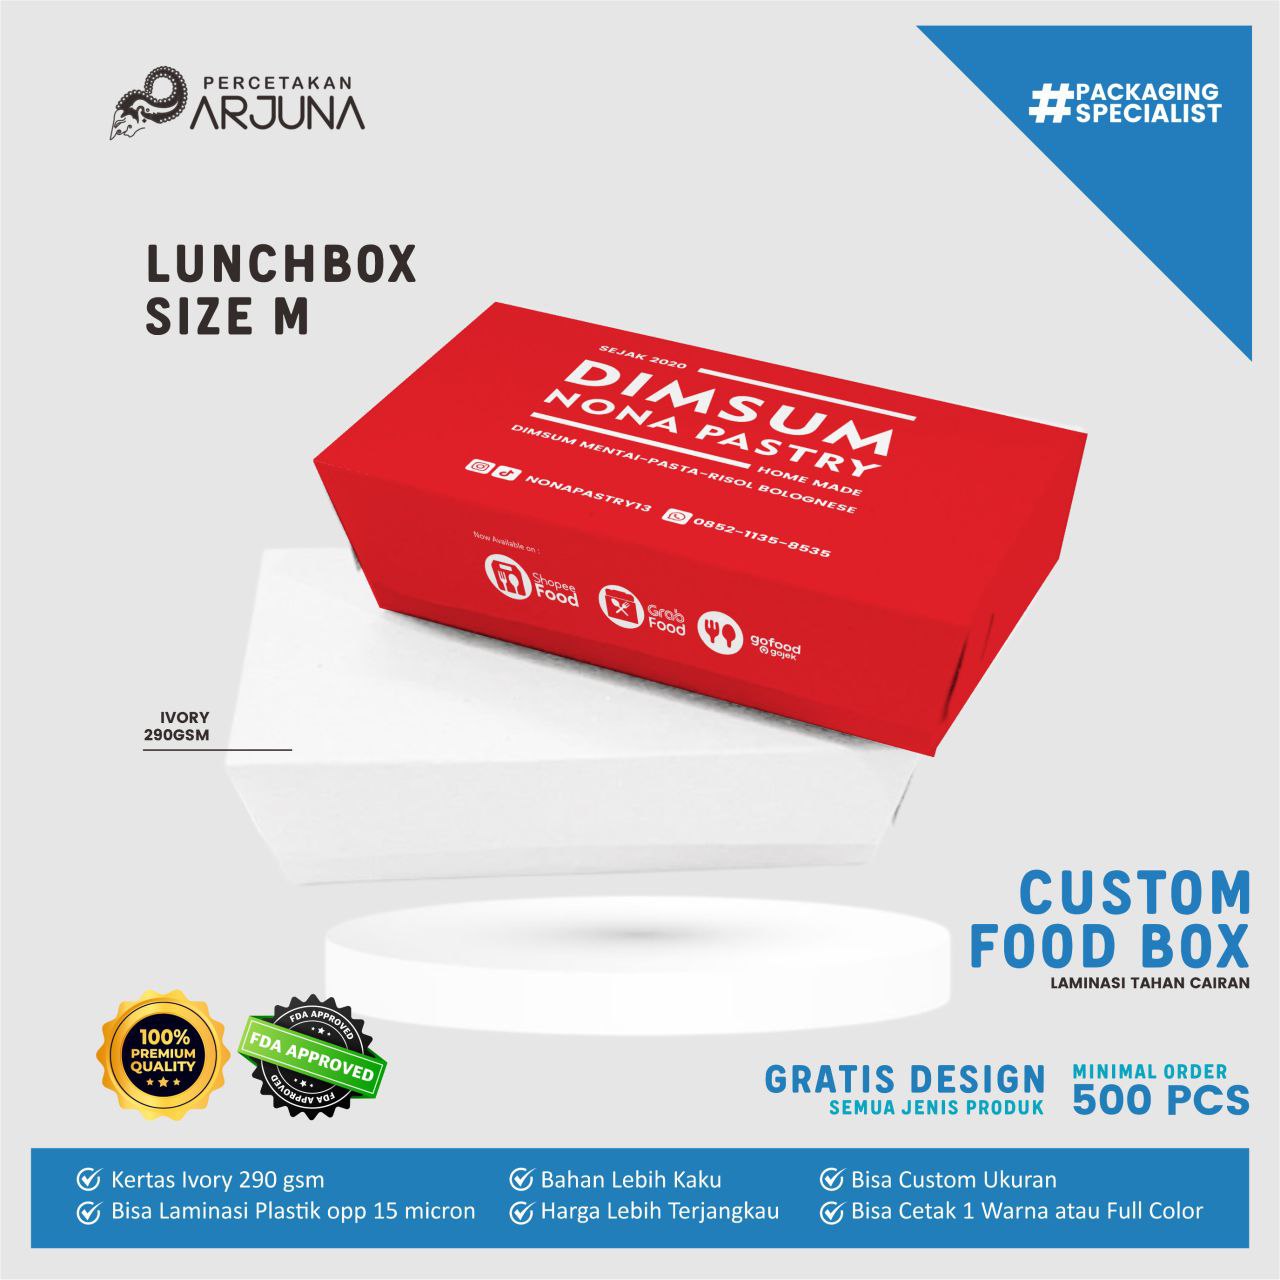 PERCETAKAN
ARJUNA
#PACKAGING
SPECIALIST
LUNCHBOX
SIZE M
SEJAK 2020
DIMSUM
NONA PASTRY
HOME MADE
DIMSUM MENTAI-PASTA-RISOL BOLOGNESE
NONAPASTRY13 0852-1135-8535
Now Available on :
Shopee
Food
Grab
Food
gofood
gojek
IVORY
290GSM
CUSTOM
FOOD BOX
LAMINASI TAHAN CAIRAN
100%
PREMIUM
QUALITY
FDA APPROVED
FDA APPROVED
FDA APPROVED
GRATIS DESIGN
SEMUA JENIS PRODUK
MINIMAL ORDER
500 PCS
Kertas Ivory 290 gsm
Bisa Laminasi Plastik opp 15 micron
Bahan Lebih Kaku
Harga Lebih Terjangkau
Bisa Custom Ukuran
Bisa Cetak 1 Warna atau Full Color